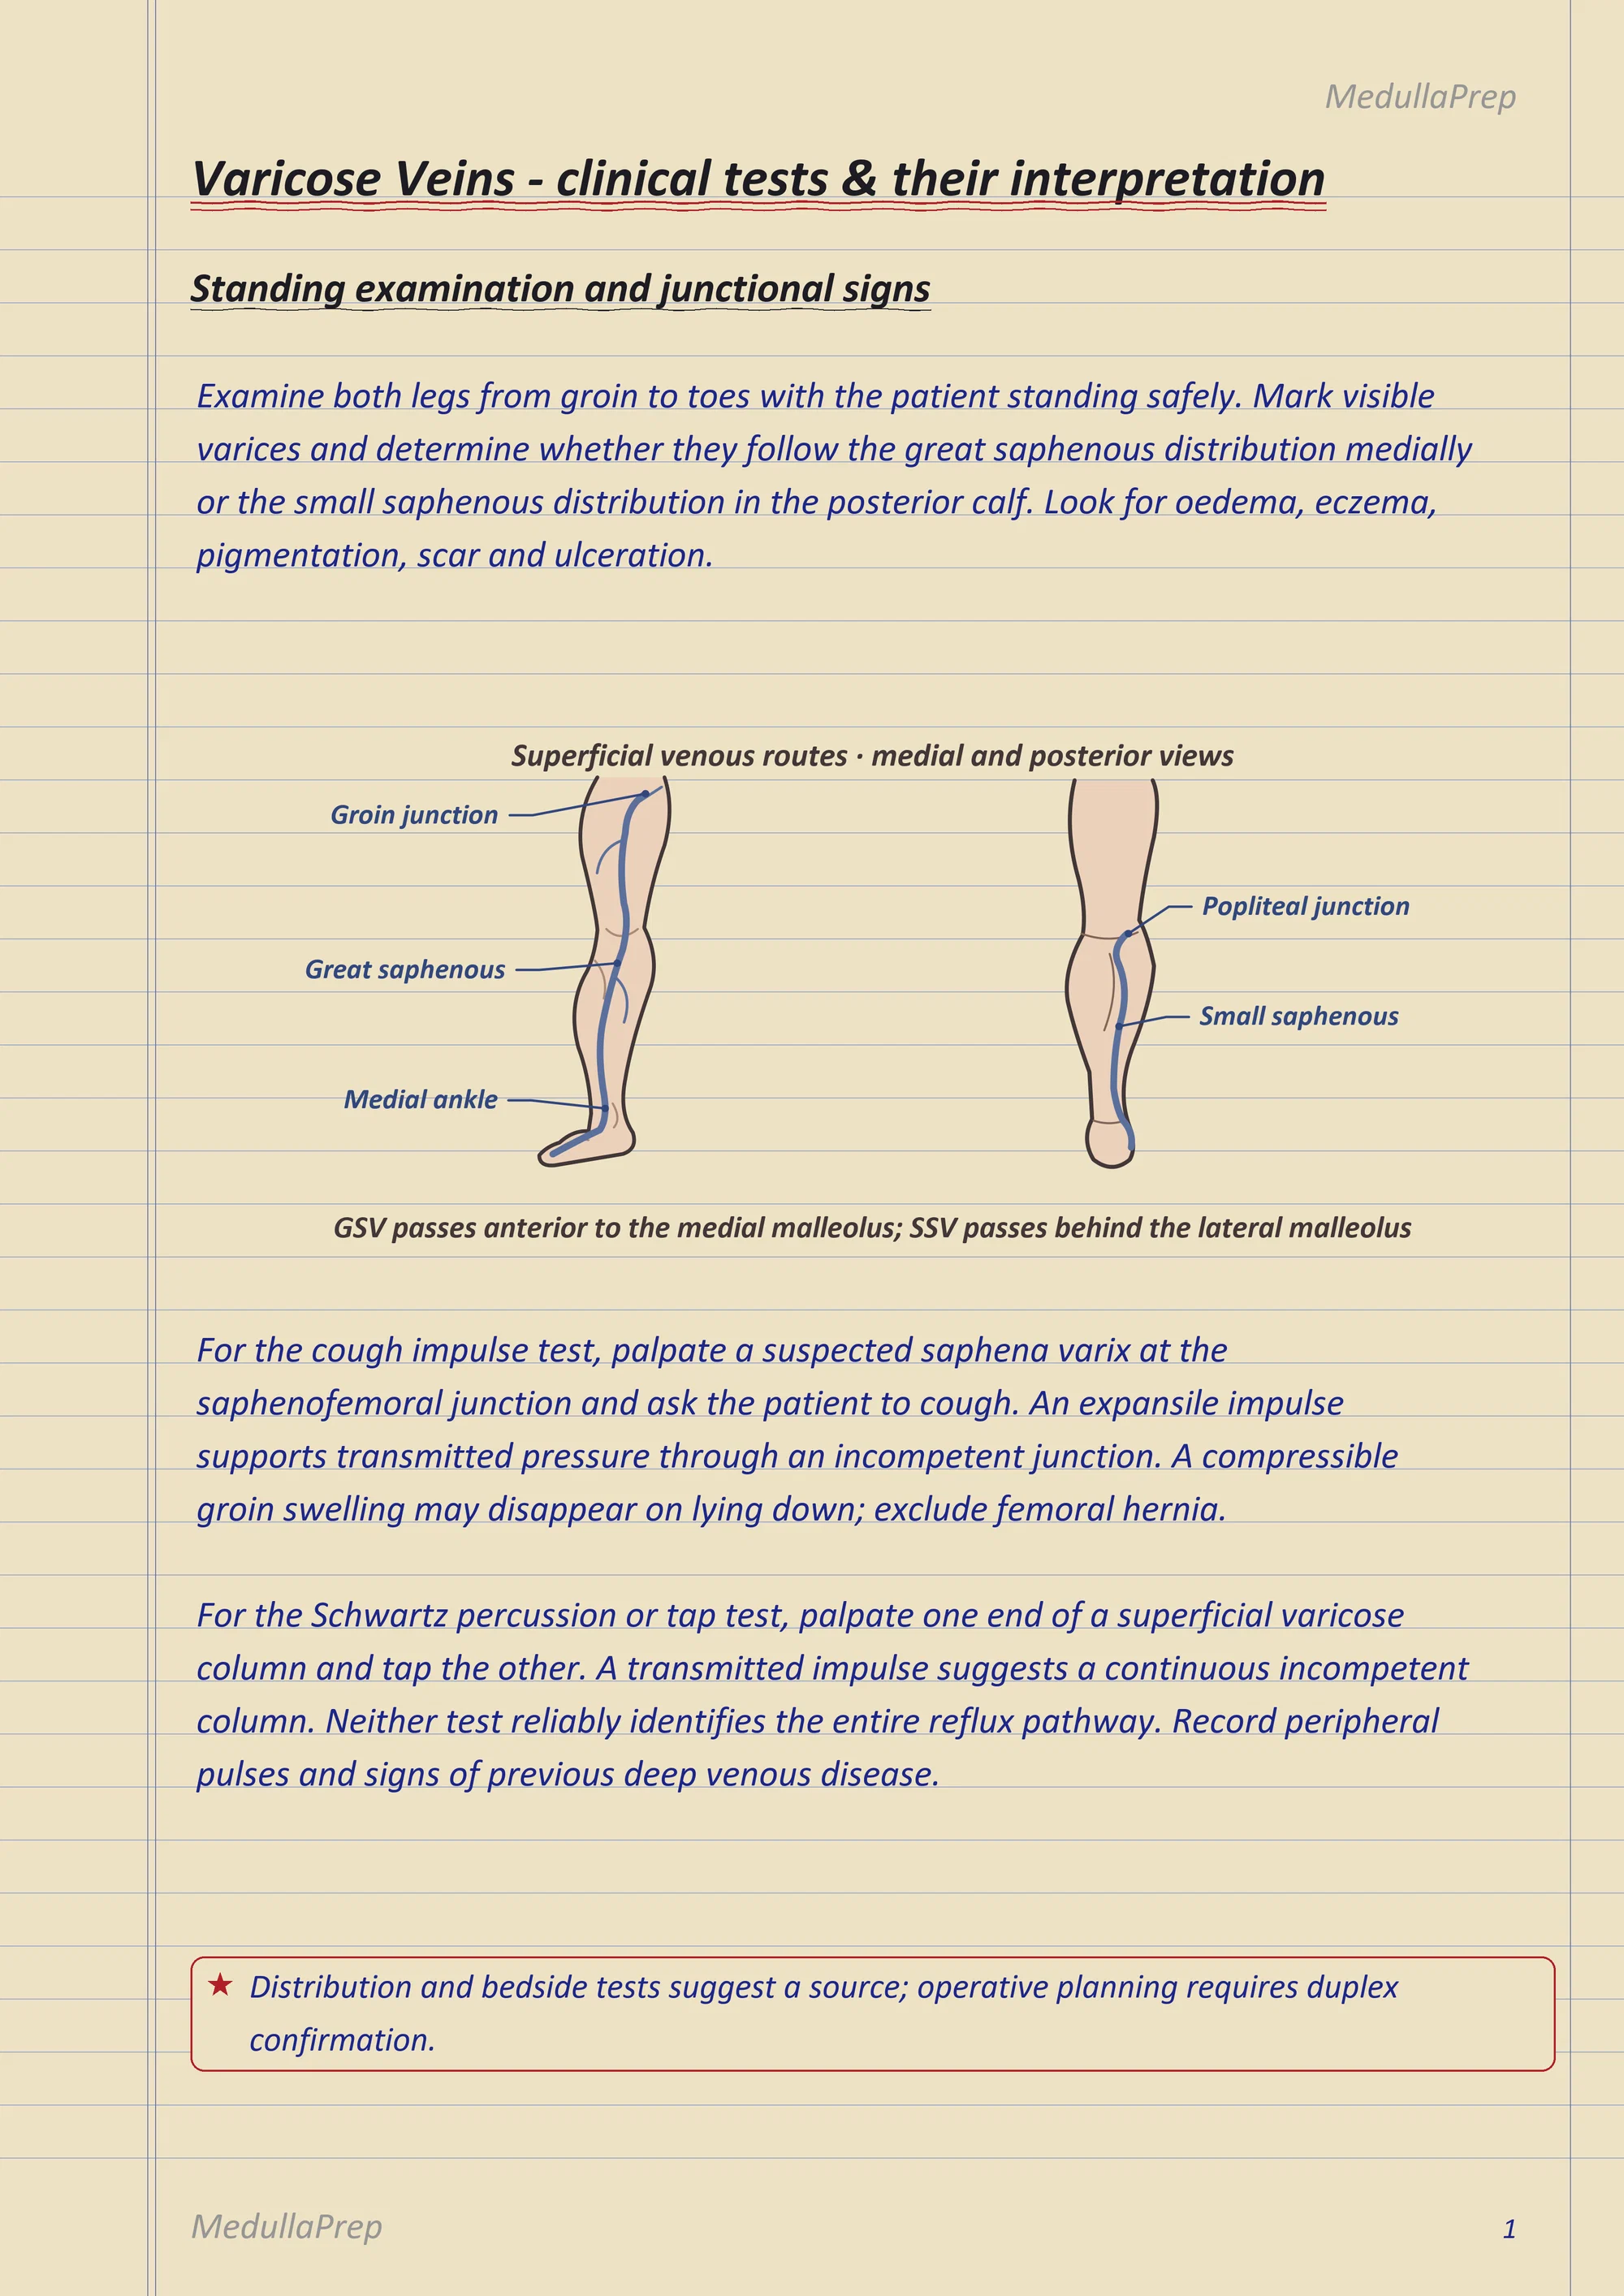 MedullaPrep
Varicose Veins - clinical tests & their interpretation
Standing examination and junctional signs
Examine both legs from groin to toes with the patient standing safely. Mark visible
varices and determine whether they follow the great saphenous distribution medially
or the small saphenous distribution in the posterior calf. Look for oedema, eczema,
pigmentation, scar and ulceration.
Superficial venous routes · medial and posterior views
Groin junction
Popliteal junction
Great saphenous
Small saphenous
Medial ankle
GSV passes anterior to the medial malleolus; SSV passes behind the lateral malleolus
For the cough impulse test, palpate a suspected saphena varix at the
saphenofemoral junction and ask the patient to cough. An expansile impulse
supports transmitted pressure through an incompetent junction. A compressible
groin swelling may disappear on lying down; exclude femoral hernia.
For the Schwartz percussion or tap test, palpate one end of a superficial varicose
column and tap the other. A transmitted impulse suggests a continuous incompetent
column. Neither test reliably identifies the entire reflux pathway. Record peripheral
pulses and signs of previous deep venous disease.
★ Distribution and bedside tests suggest a source; operative planning requires duplex
confirmation.
MedullaPrep
1